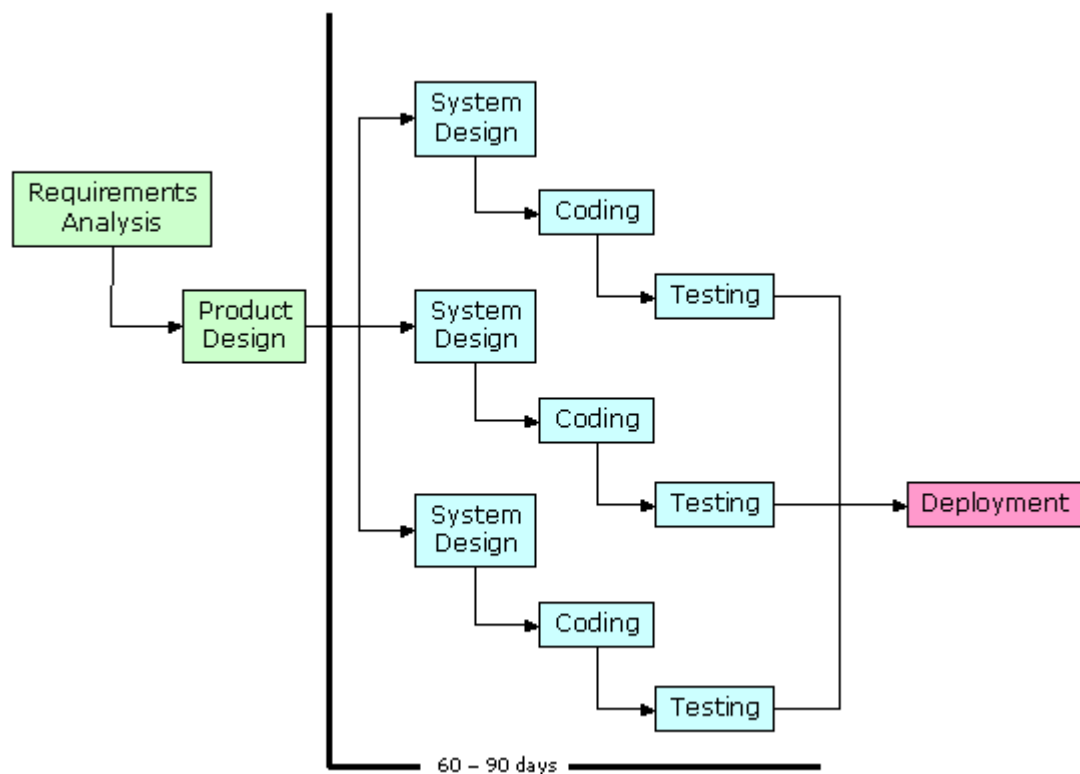 Requirements
Analysis
Product
Design
System
Design
Coding
Testing
System
Design
Coding
Testing
System
Design
Coding
Testing
Deployment
60 – 90 days